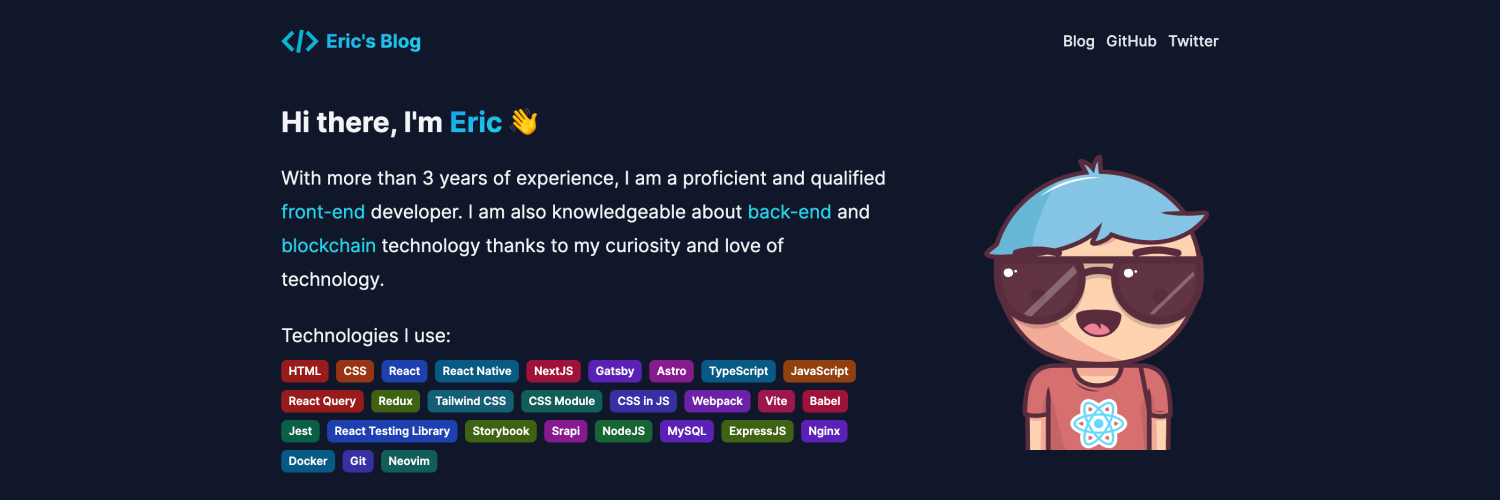 Eric's Blog
Blog GitHub Twitter
Hi there, I'm Eric 👋
With more than 3 years of experience, I am a proficient and qualified
front-end developer. I am also knowledgeable about back-end and
blockchain technology thanks to my curiosity and love of
technology.
Technologies I use:
HTML CSS React React Native NextJS Gatsby Astro TypeScript JavaScript
React Query Redux Tailwind CSS CSS Module CSS in JS Webpack Vite Babel
Jest React Testing Library Storybook Srapi NodeJS MySQL ExpressJS Nginx
Docker Git Neovim